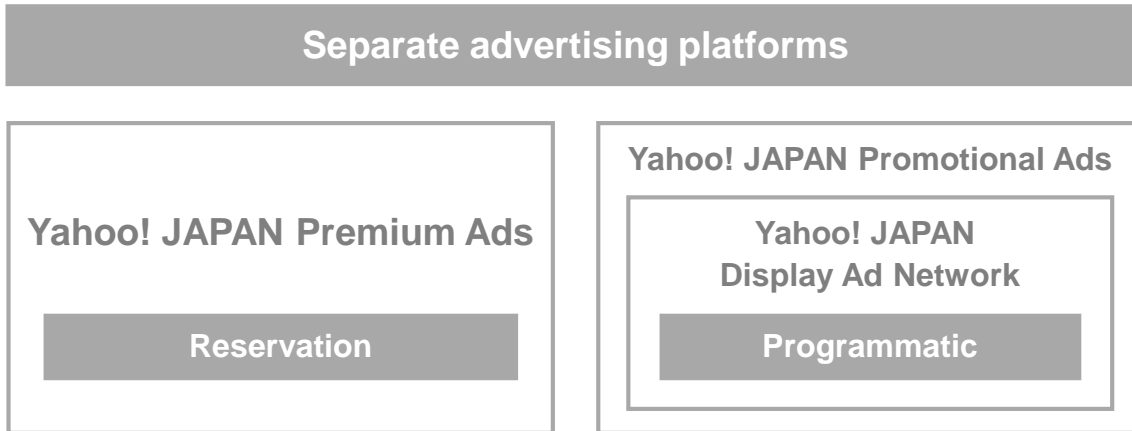 Separate advertising platforms
Yahoo! JAPAN Premium Ads
Reservation
Yahoo! JAPAN Promotional Ads
Yahoo! JAPAN
Display Ad Network
Programmatic